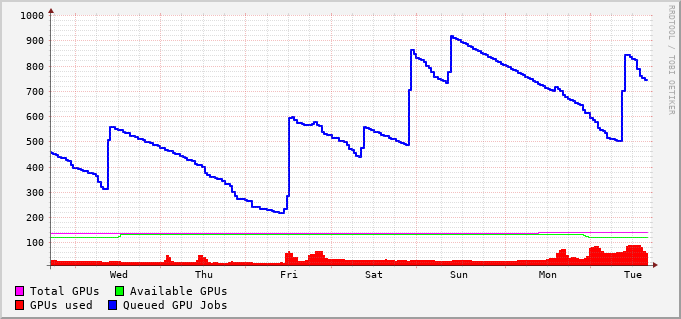 1000
900
800
700
600
500
400
300
200
100
Wed Thu Fri Sat Sun Mon Tue
Total GPUs Available GPUs
GPUs used Queued GPU Jobs
RRDTOOL / TOBI OETIKER